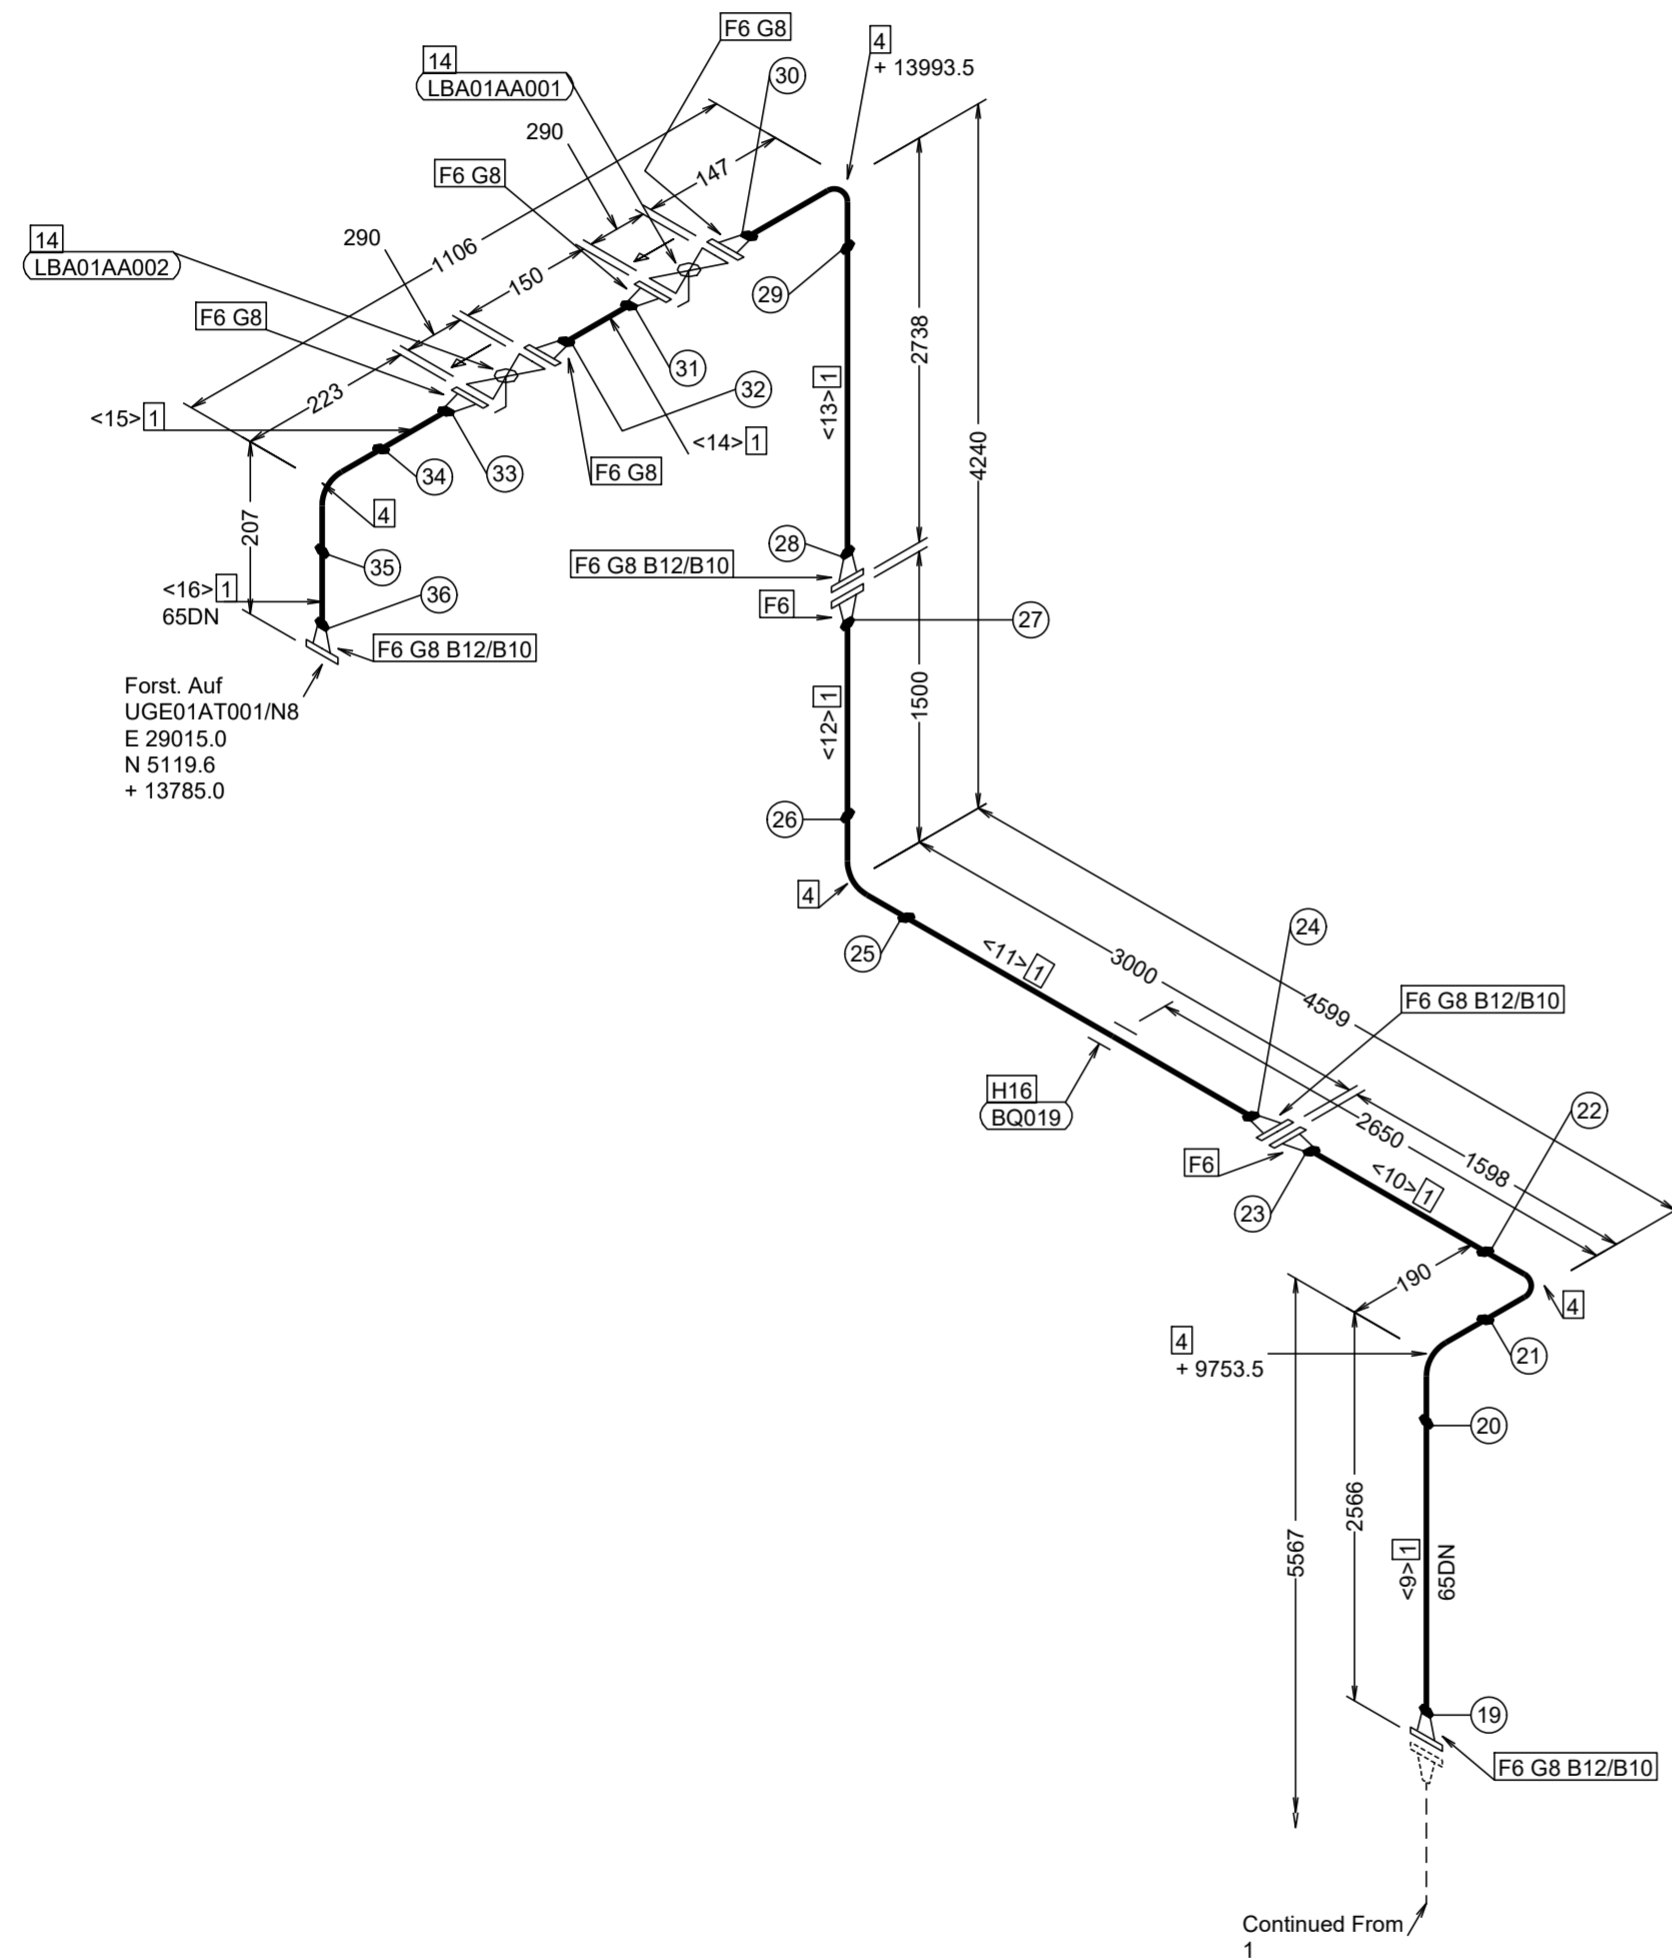 F6 G8
4
+ 13993.5
14
LBA01AA001
30
290
F6 G8
147
14
LBA01AA002
290
1106
150
29
F6 G8
2738
31
32
223
<13> 1
<15> 1
<14> 1
4240
34
33
F6 G8
4
207
28
F6 G8 B12/B10
35
<16> 1
65DN
36
F6
27
F6 G8 B12/B10
Forst. Auf
UGE01AT001/N8
E 29015.0
N 5119.6
+ 13785.0
1500
<12> 1
26
4
24
25
<11> 1
3000
4599
F6 G8 B12/B10
H16
BQ019
22
2650
1598
F6
<10> 1
23
190
4
4
+ 9753.5
21
20
2566
5567
<9> 1
65DN
19
F6 G8 B12/B10
Continued From
1